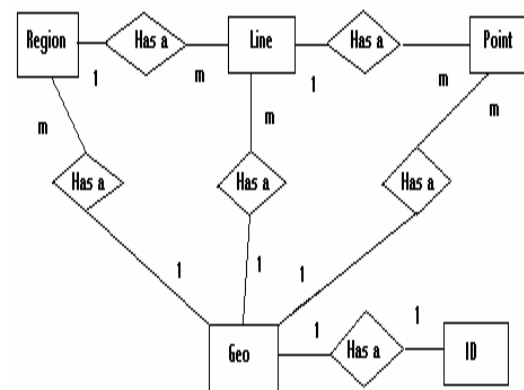 Region Has a Line Has a Point
1 m 1 m
m m m
Has a Has a Has a
1 1 1
1 1
Geo Has a ID